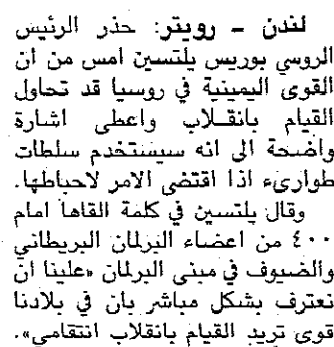 لندن - رويتر: حذر الرئيس
الروسي بوريس يلتسين امس من ان
القوى اليمينية في روسيا قد تحاول
القيام بانقلاب واعطى اشارة
واضحة الى انه سيستخدم سلطات
طوارىء اذا اقتضى الامر لاحباطها.
وقال يلتسين في كلمة القاها امام
٤٠٠ من اعضاء البرلمان البريطاني
والضيوف في مبنى البرلمان «علينا ان
نعترف بشكل مباشر بان في بلادنا
قوى تريد القيام بانقلاب انتقامي».